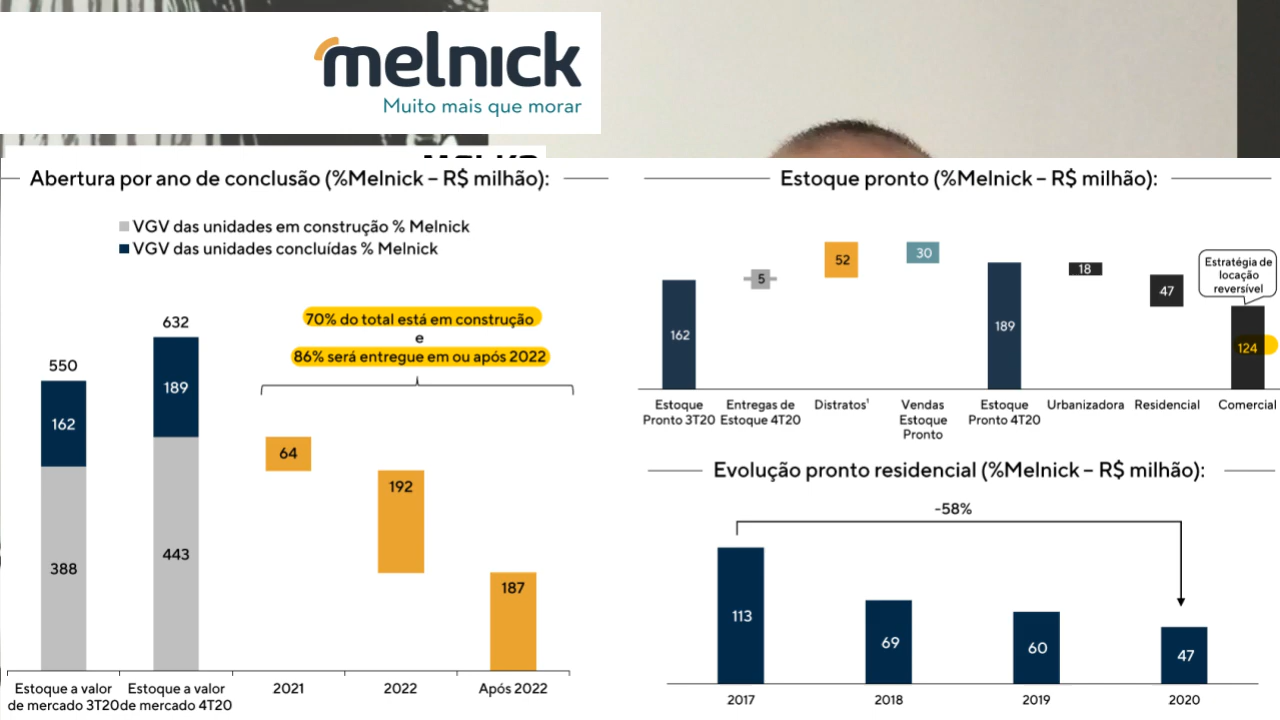 melnick
Muito mais que morar
Abertura por ano de conclusão (%Melnick – R$ milhão):
VGV das unidades em construção % Melnick
VGV das unidades concluídas % Melnick
70% do total está em construção
e
86% será entregue em ou após 2022
550
162
388
632
189
443
64
192
187
Estoque a valor
de mercado 3T20
Estoque a valor
de mercado 4T20
2021
2022
Após 2022
Estoque pronto (%Melnick – R$ milhão):
162
5
52
30
189
18
47
Estratégia de
locação
reversível
124
Estoque
Pronto 3T20
Entregas de
Estoque 4T20
Distratos¹
Vendas
Estoque
Pronto
Estoque
Pronto 4T20
Urbanizadora
Residencial
Comercial
Evolução pronto residencial (%Melnick – R$ milhão):
-58%
113
69
60
47
2017
2018
2019
2020